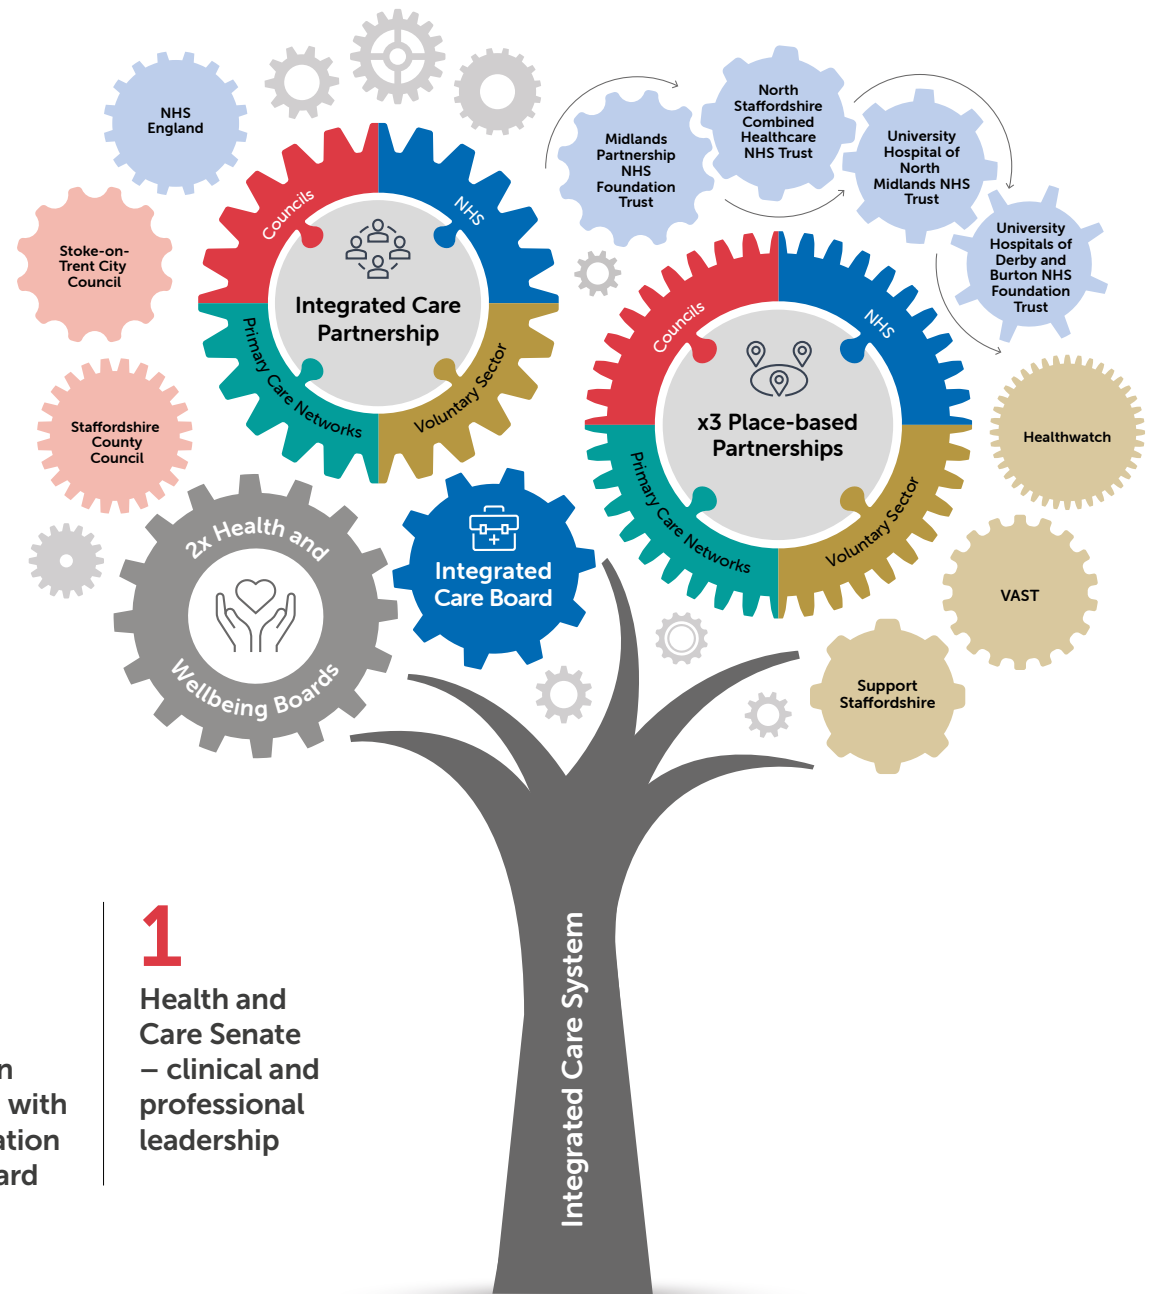 NHS
England
Stoke-on-
Trent City
Council
Staffordshire
County
Council
Councils
NHS
Integrated Care
Partnership
Primary Care Networks
Voluntary Sector
2x Health and
Wellbeing Boards
Integrated
Care Board
Midlands
Partnership
NHS
Foundation
Trust
North
Staffordshire
Combined
Healthcare
NHS Trust
University
Hospital of
North
Midlands NHS
Trust
University
Hospitals of
Derby and
Burton NHS
Foundation
Trust
Councils
NHS
x3 Place-based
Partnerships
Primary Care Networks
Voluntary Sector
Healthwatch
VAST
Support
Staffordshire
Integrated Care System
with
1
Health and
Care Senate
– clinical and
professional
leadership